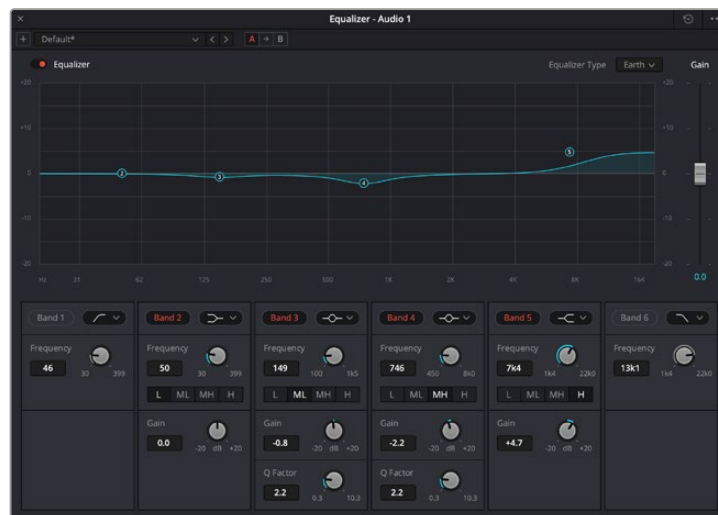 Equalizer - Audio 1
Default*
A
B
Equalizer
Equalizer Type
Earth
Gain
+20
+20
+10
+10
0
0
-10
-10
-20
-20
2
3
4
5
Hz
31
62
125
250
500
1K
2K
4K
8K
16K
0.0
Band 1
Band 2
Band 3
Band 4
Band 5
Band 6
Frequency
46
30
399
Frequency
50
30
399
L ML MH H
Gain
0.0
-20 dB +20
Frequency
149
100
1k5
L ML MH H
Gain
-0.8
-20 dB +20
Q Factor
2.2
0.3
10.3
Frequency
746
450
8k0
L ML MH H
Gain
-2.2
-20 dB +20
Q Factor
2.2
0.3
10.3
Frequency
7k4
1k4
22k0
L ML MH H
Gain
+4.7
-20 dB +20
Frequency
13k1
1k4
22k0